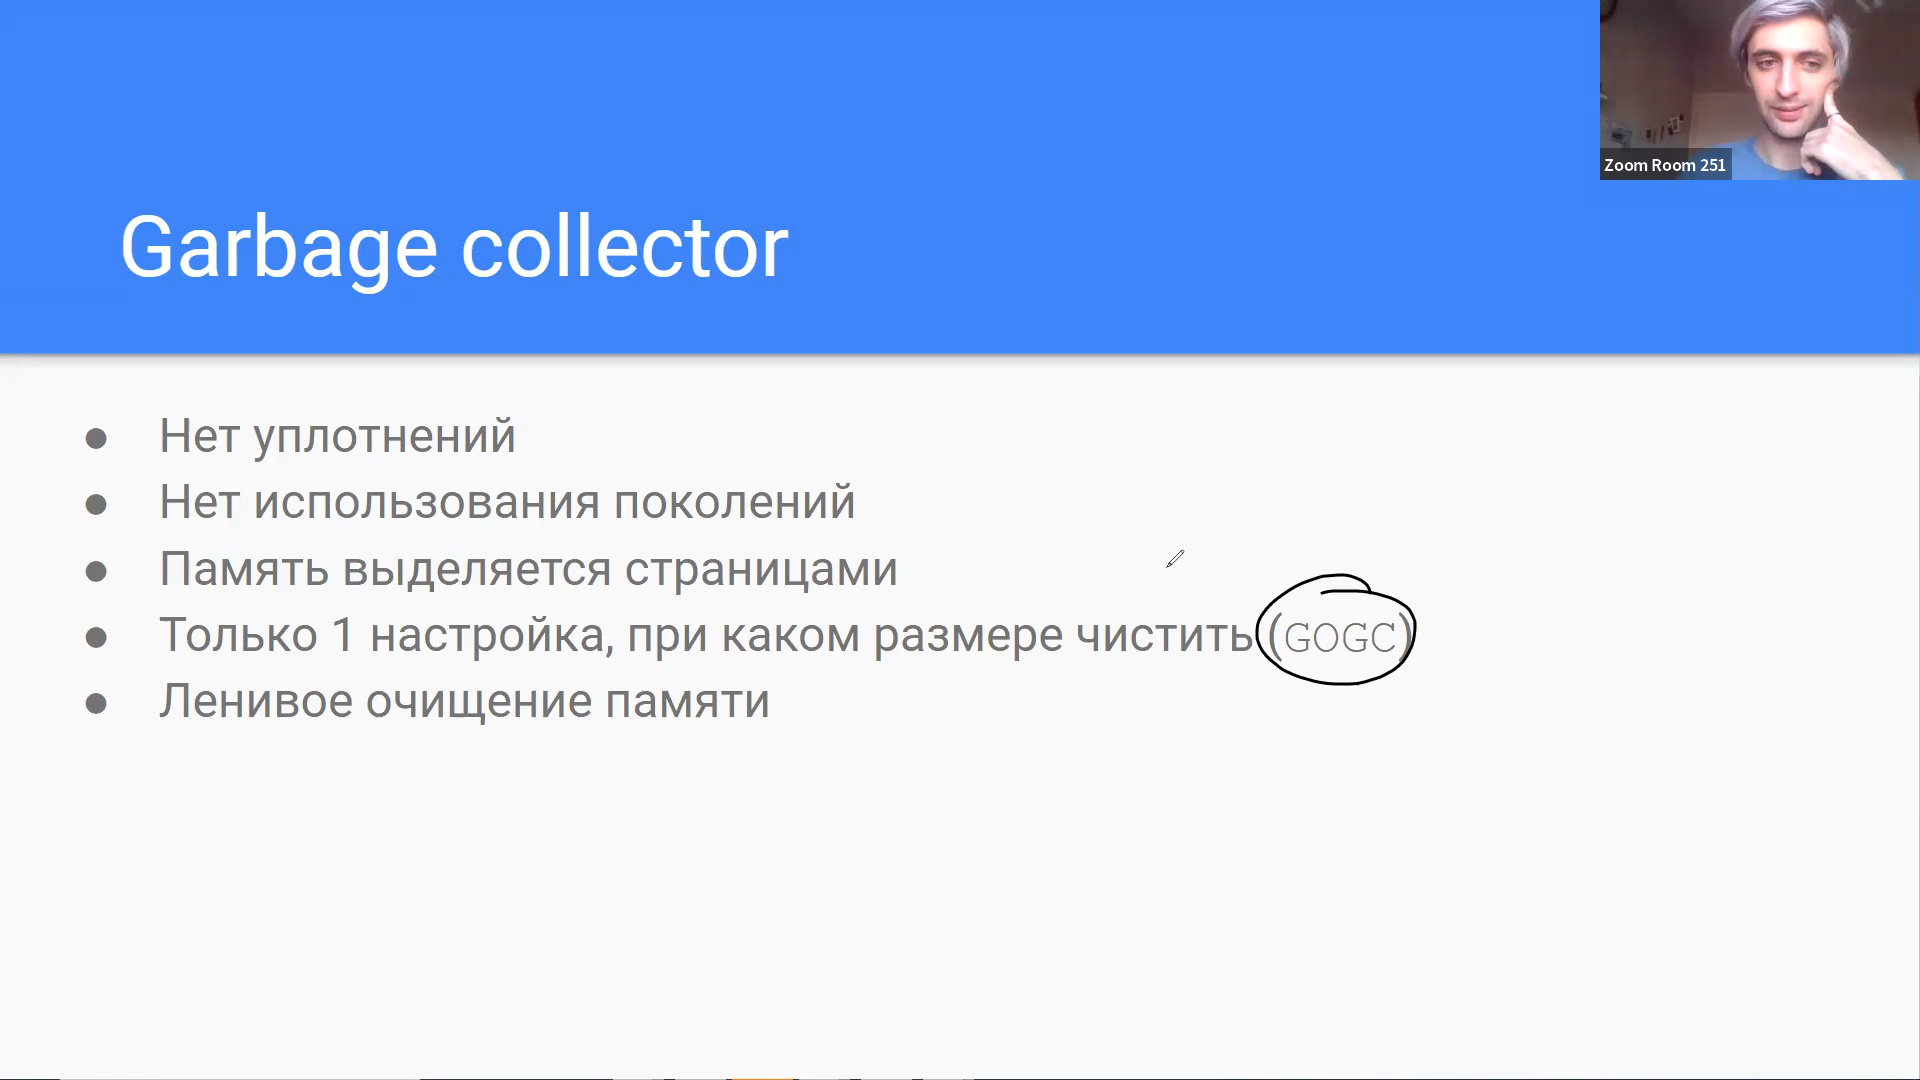 Zoom Room 251
Garbage collector
● Нет уплотнений
● Нет использования поколений
● Память выделяется страницами
● Только 1 настройка, при каком размере чистить (GOGC)
● Ленивое очищение памяти